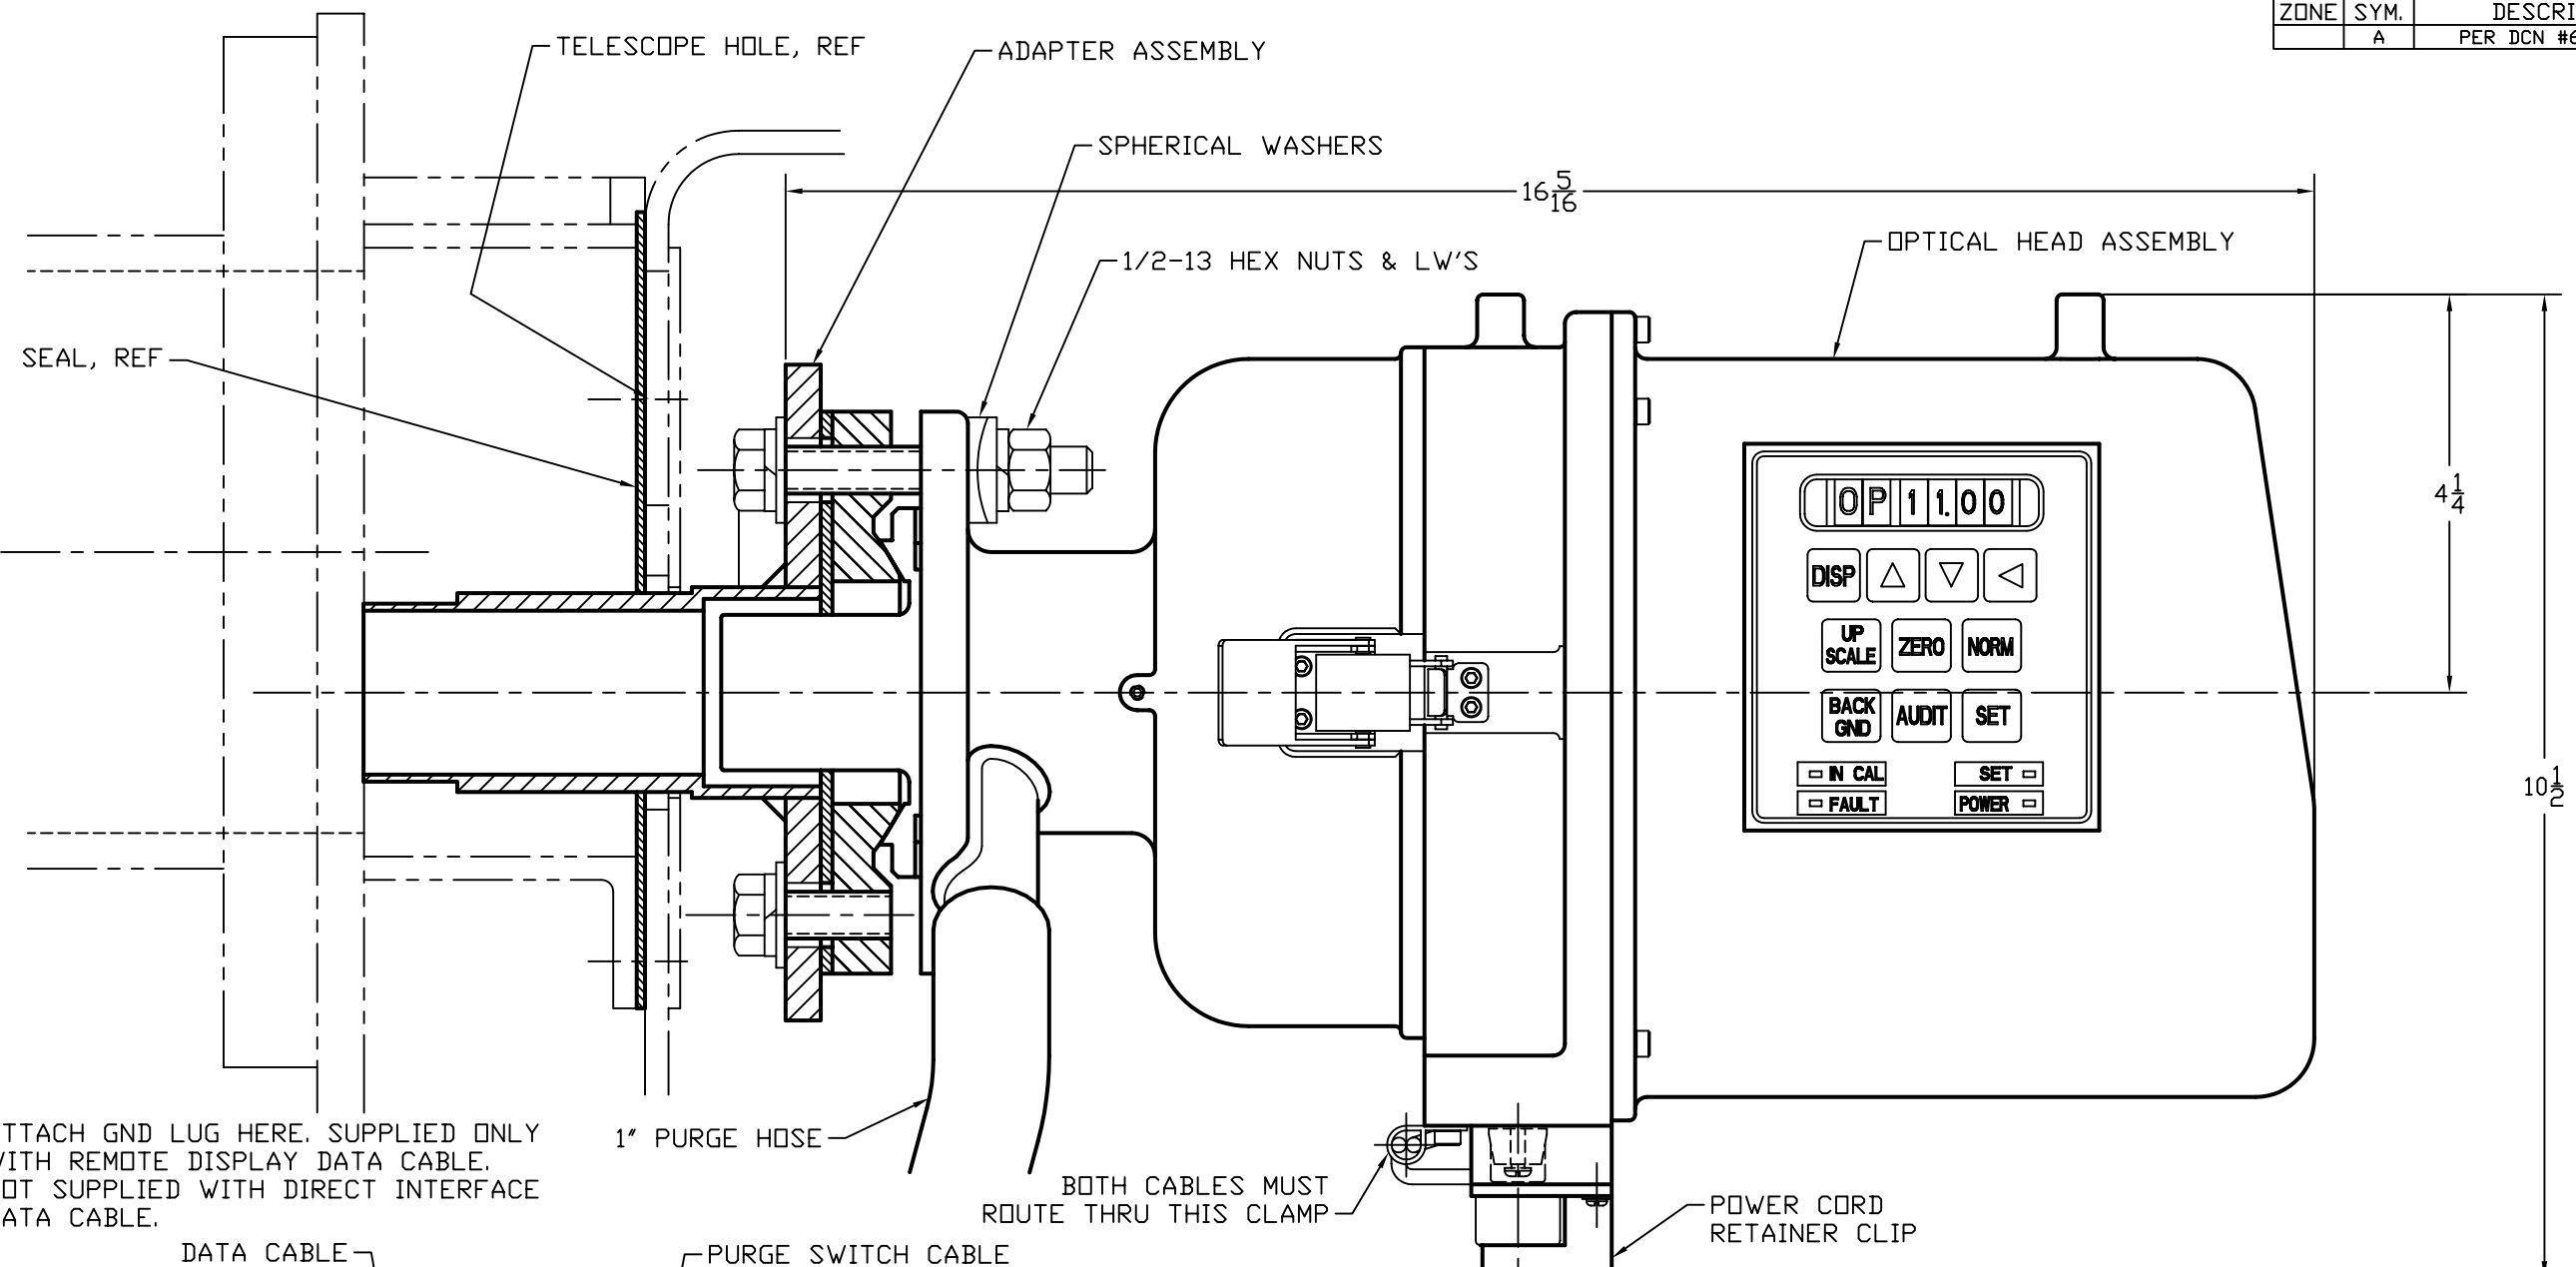 ZONE SYM. DESCRI
A PER DCN #6
TELESCOPE HOLE, REF
ADAPTER ASSEMBLY
SPHERICAL WASHERS
16 5/16
1/2-13 HEX NUTS & LW'S
OPTICAL HEAD ASSEMBLY
SEAL, REF
4 1/4
OP 11.00
DISP
UP SCALE
ZERO
NORM
BACK GND
AUDIT
SET
IN CAL
SET
FAULT
POWER
10 1/2
TTACH GND LUG HERE. SUPPLIED ONLY
WITH REMOTE DISPLAY DATA CABLE.
OT SUPPLIED WITH DIRECT INTERFACE
ATA CABLE.
1" PURGE HOSE
BOTH CABLES MUST
ROUTE THRU THIS CLAMP
POWER CORD
RETAINER CLIP
DATA CABLE
PURGE SWITCH CABLE